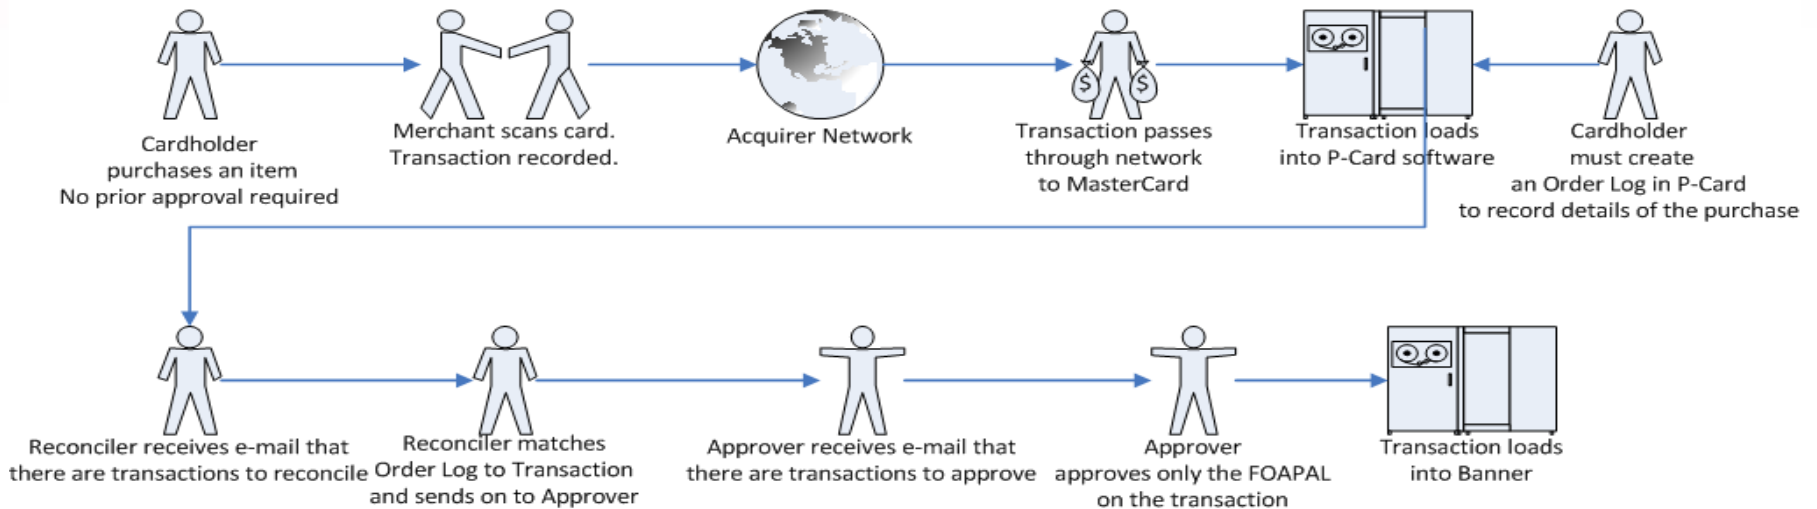 Cardholder
purchases an item
No prior approval required
Merchant scans card.
Transaction recorded.
Acquirer Network
$ $
Transaction passes
through network
to MasterCard
Transaction loads
into P-Card software
Cardholder
must create
an Order Log in P-Card
to record details of the purchase
Reconciler receives e-mail that
there are transactions to reconcile
Reconciler matches
Order Log to Transaction
and sends on to Approver
Approver receives e-mail that
there are transactions to approve
Approver
approves only the FOAPAL
on the transaction
Transaction loads
into Banner